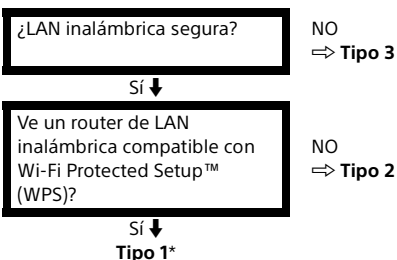 ¿LAN inalámbrica segura?
NO
⇨ Tipo 3
Sí ⬇
Ve un router de LAN
inalámbrica compatible con
Wi-Fi Protected Setup™
(WPS)?
NO
⇨ Tipo 2
Sí ⬇
Tipo 1*